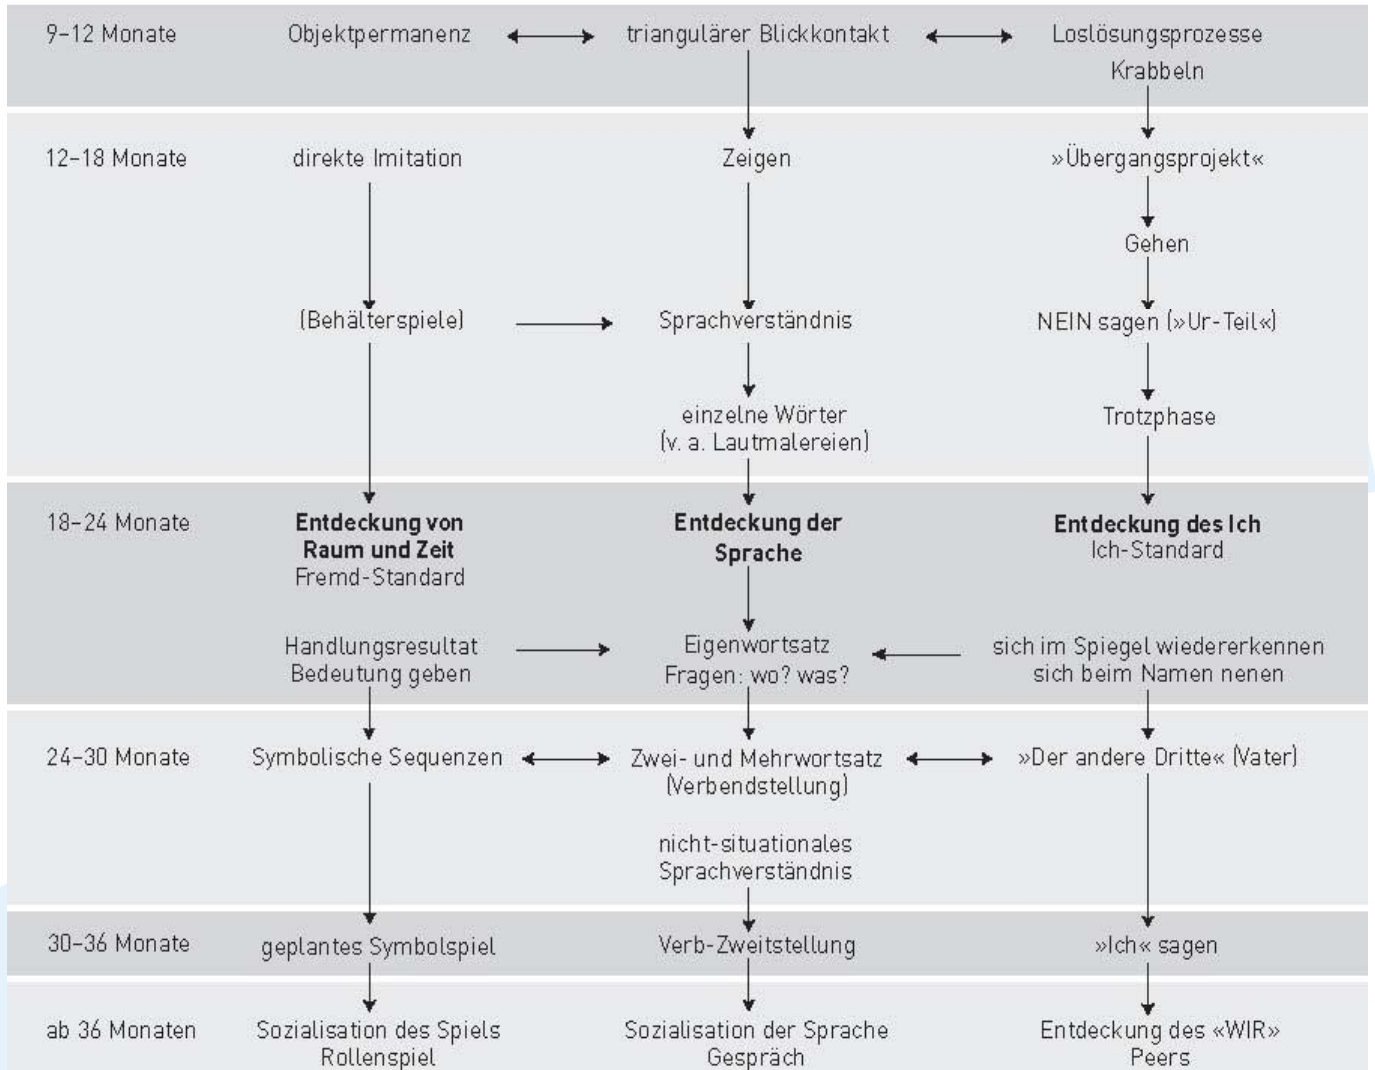 9–12 Monate Objektpermanenz triangulärer Blickkontakt Loslösungsprozesse
Krabbeln
12–18 Monate direkte Imitation Zeigen »Übergangsprojekt«
Gehen
(Behälterspiele) Sprachverständnis NEIN sagen (»Ur-Teil«)
einzelne Wörter Trotzphase
(v. a. Lautmalereien)
18–24 Monate Entdeckung von Entdeckung der Entdeckung des Ich
Raum und Zeit Sprache Ich-Standard
Fremd-Standard
Handlungsresultat Eigenwortsatz sich im Spiegel wiedererkennen
Bedeutung geben Fragen: wo? was? sich beim Namen nenen
24–30 Monate Symbolische Sequenzen Zwei- und Mehrwortsatz »Der andere Dritte« (Vater)
(Verbendstellung)
nicht-situationales
Sprachverständnis
30–36 Monate geplantes Symbolspiel Verb-Zweitstellung »Ich« sagen
ab 36 Monaten Sozialisation des Spiels Sozialisation der Sprache Entdeckung des «WIR»
Rollenspiel Gespräch Peers